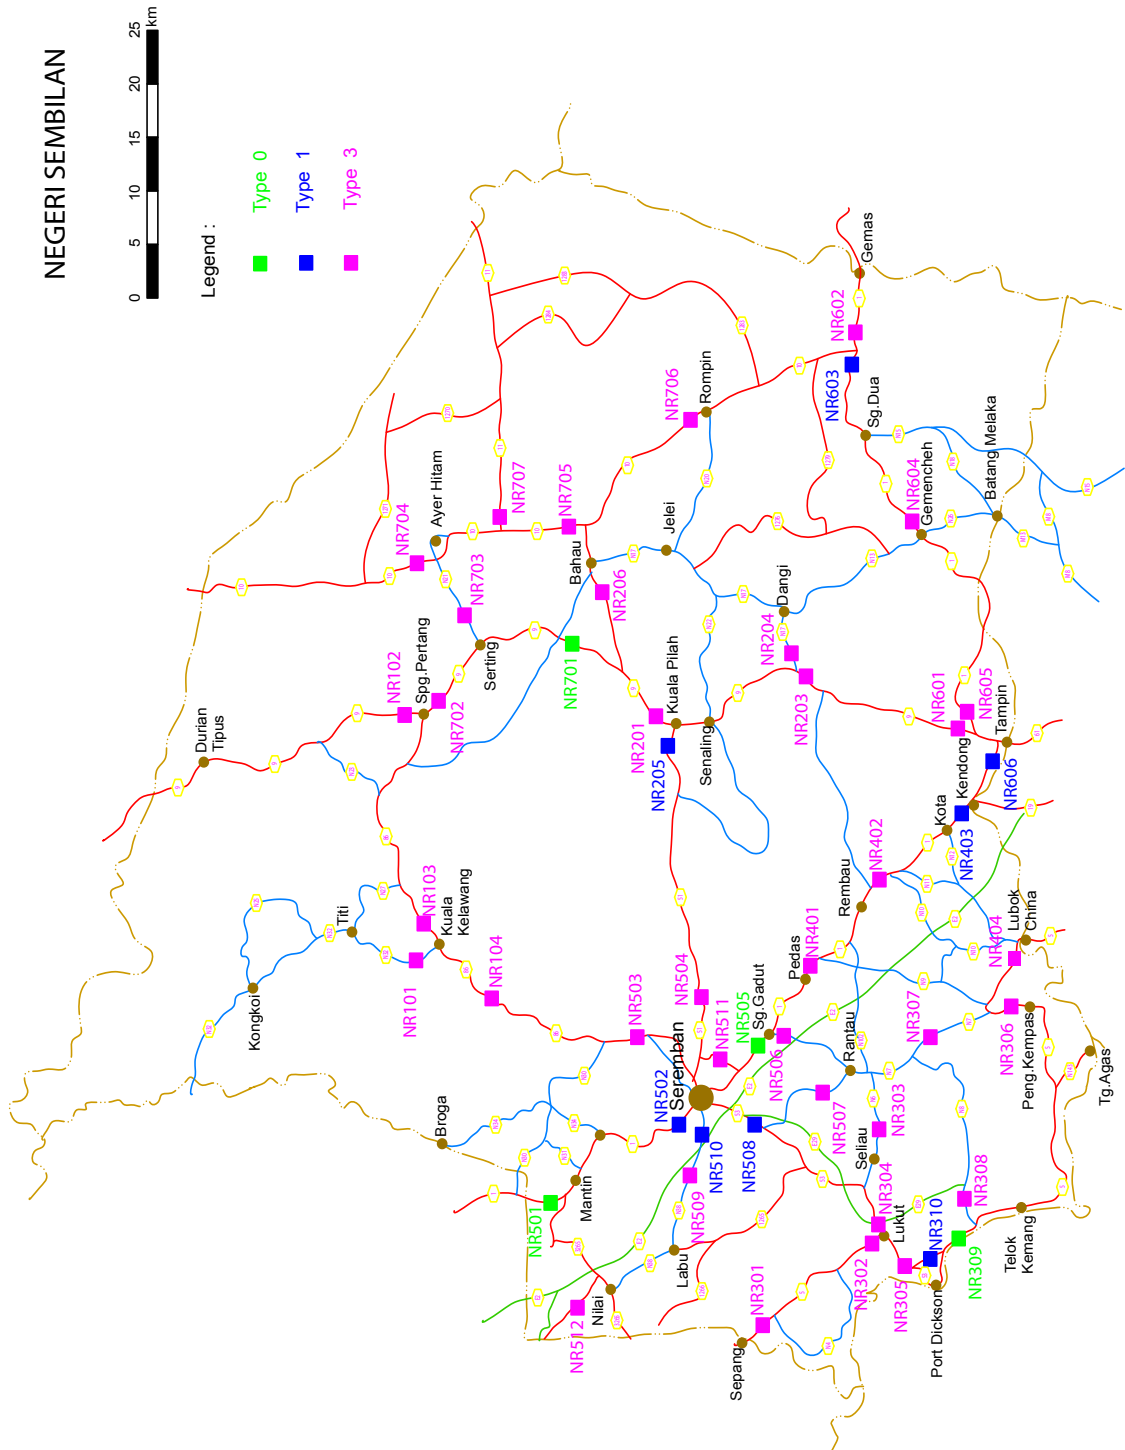 NEGERI SEMBILAN
0 5 10 15 20 25 km
Legend :
Type 0
Type 1
Type 3
Durian
Tipus
NR102
Spg.Pertang
NR702
Serting
NR703
NR704
Ayer Hitam
NR707
NR705
Bahau
NR206
NR701
Jelei
NR706
Rompin
NR602
Gemas
NR603
Sg.Dua
NR604
Gemencheh
Batang Melaka
Dangi
NR204
NR203
Kuala Pilah
NR201
NR205
Senaling
NR601
NR605
Tampin
NR606
Kendong
Kota
NR403
NR402
Rembau
NR401
Pedas
Lubok
China
NR404
NR306
Peng.Kempas
NR307
Tg.Agas
Titi
Kongkoi
NR103
Kuala
Kelawang
NR101
NR104
NR503
NR504
NR511
NR505
Sg.Gadut
NR506
Rantau
NR507
NR303
Seliau
NR304
Lukut
NR302
NR305
NR310
Port Dickson
NR309
NR308
Telok
Kemang
Seremban
NR502
NR510
NR508
NR509
Labu
Broga
Mantin
NR501
Nilai
NR512
NR301
Sepang